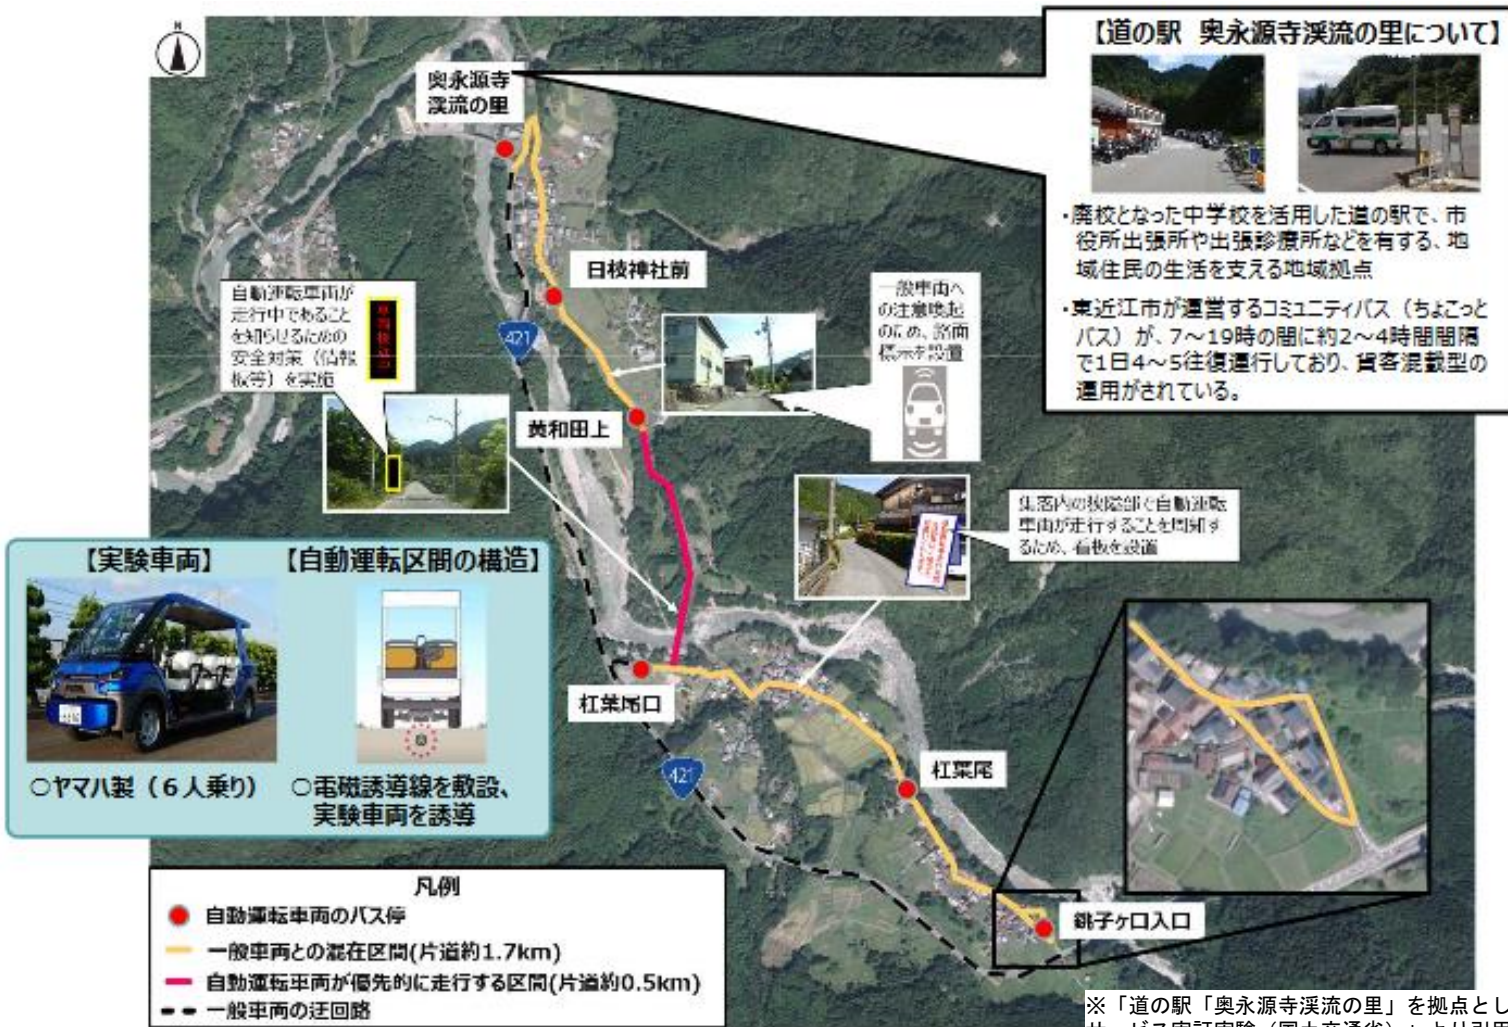 N
奥永源寺
渓流の里
【道の駅 奥永源寺渓流の里について】
・廃校となった中学校を活用した道の駅で、市
役所出張所や出張診療所などを有する、地
域住民の生活を支える地域拠点
・東近江市が運営するコミュニティバス（ちょこっと
バス）が、7～19時の間に約2～4時間間隔
で1日4～5往復運行しており、貨客混載型の
運用がされている。
日枝神社前
自動運転車両が
走行中であること
を知らせるための
安全対策（情報
板等）を実施
421
一般車両へ
の注意喚起
のため、路面
標示を設置
黄和田上
集落内の狭隘部で自動運転
車両が走行することを周知す
るため、看板を設置
【実験車両】
【自動運転区間の構造】
○ヤマハ製（６人乗り）
○電磁誘導線を敷設、
実験車両を誘導
杠葉尾口
杠葉尾
421
銚子ヶ口入口
凡例
自動運転車両のバス停
一般車両との混在区間(片道約1.7km)
自動運転車両が優先的に走行する区間(片道約0.5km)
一般車両の迂回路
※「道の駅「奥永源寺渓流の里」を拠点とし